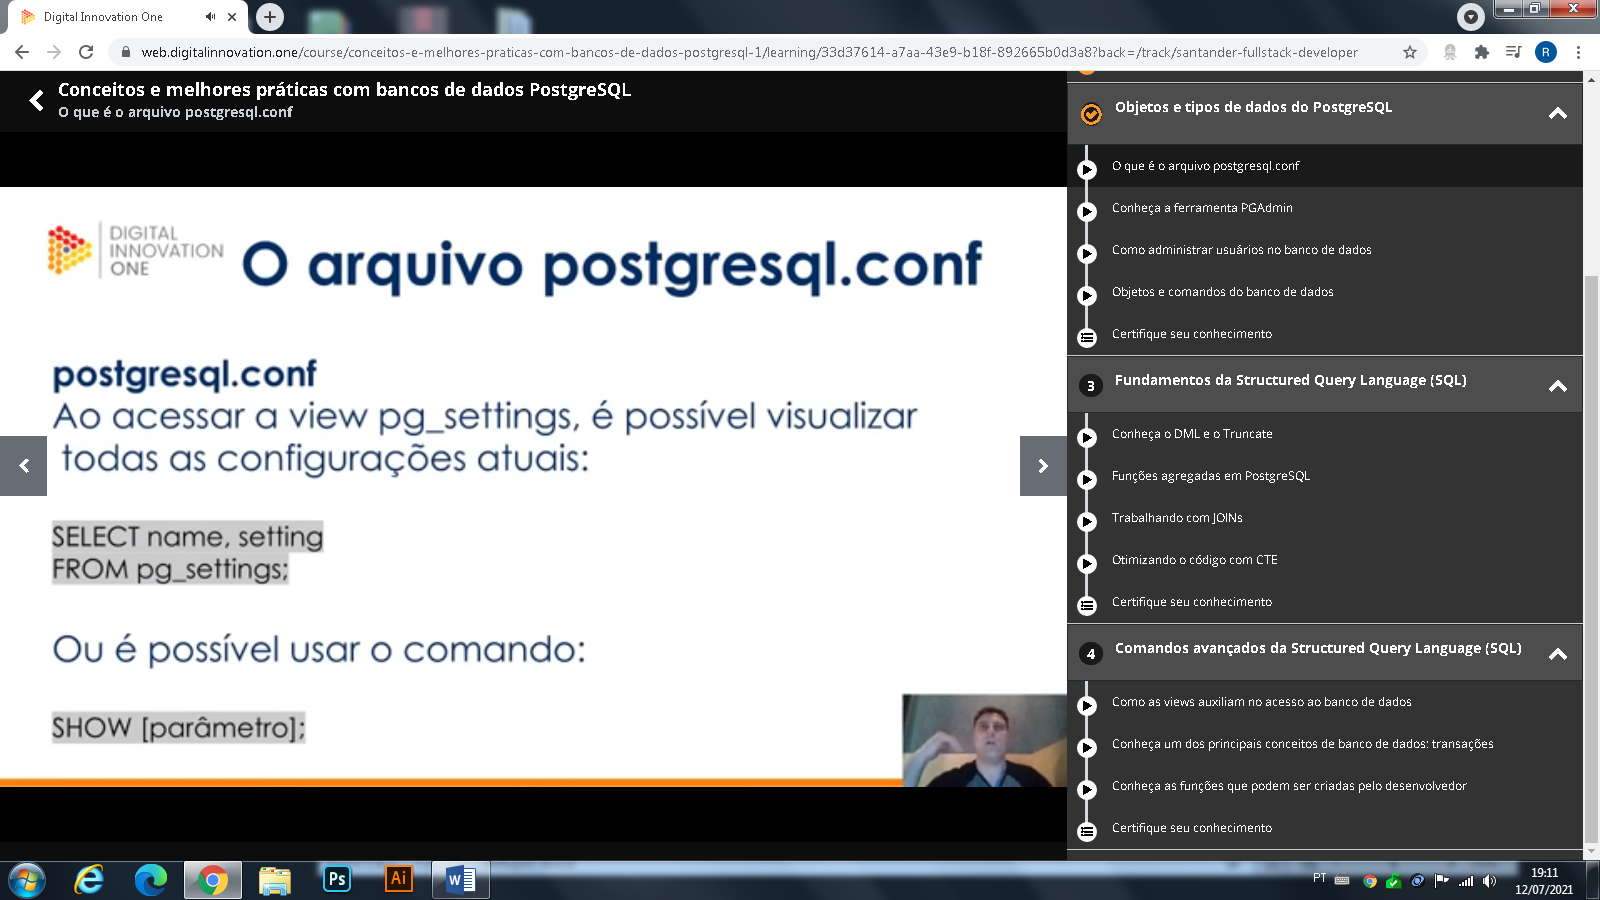 Digital Innovation One
web.digitalinnovation.one/course/conceitos-e-melhores-praticas-com-bancos-de-dados-postgresql-1/learning/33d37614-a7aa-43e9-b18f-892665b0d3a8?back=/track/santander-fullstack-developer
R
Conceitos e melhores práticas com bancos de dados PostgreSQL
O que é o arquivo postgresql.conf
DIGITAL
INNOVATION
ONE
O arquivo postgresql.conf
postgresql.conf
Ao acessar a view pg_settings, é possível visualizar
todas as configurações atuais:
SELECT name, setting
FROM pg_settings;
Ou é possível usar o comando:
SHOW [parâmetro];
Objetos e tipos de dados do PostgreSQL
O que é o arquivo postgresql.conf
Conheça a ferramenta PGAdmin
Como administrar usuários no banco de dados
Objetos e comandos do banco de dados
Certifique seu conhecimento
3 Fundamentos da Structured Query Language (SQL)
Conheça o DML e o Truncate
Funções agregadas em PostgreSQL
Trabalhando com JOINs
Otimizando o código com CTE
Certifique seu conhecimento
4 Comandos avançados da Structured Query Language (SQL)
Como as views auxiliam no acesso ao banco de dados
Conheça um dos principais conceitos de banco de dados: transações
Conheça as funções que podem ser criadas pelo desenvolvedor
Certifique seu conhecimento
Ps
Ai
W
PT
19:11
12/07/2021